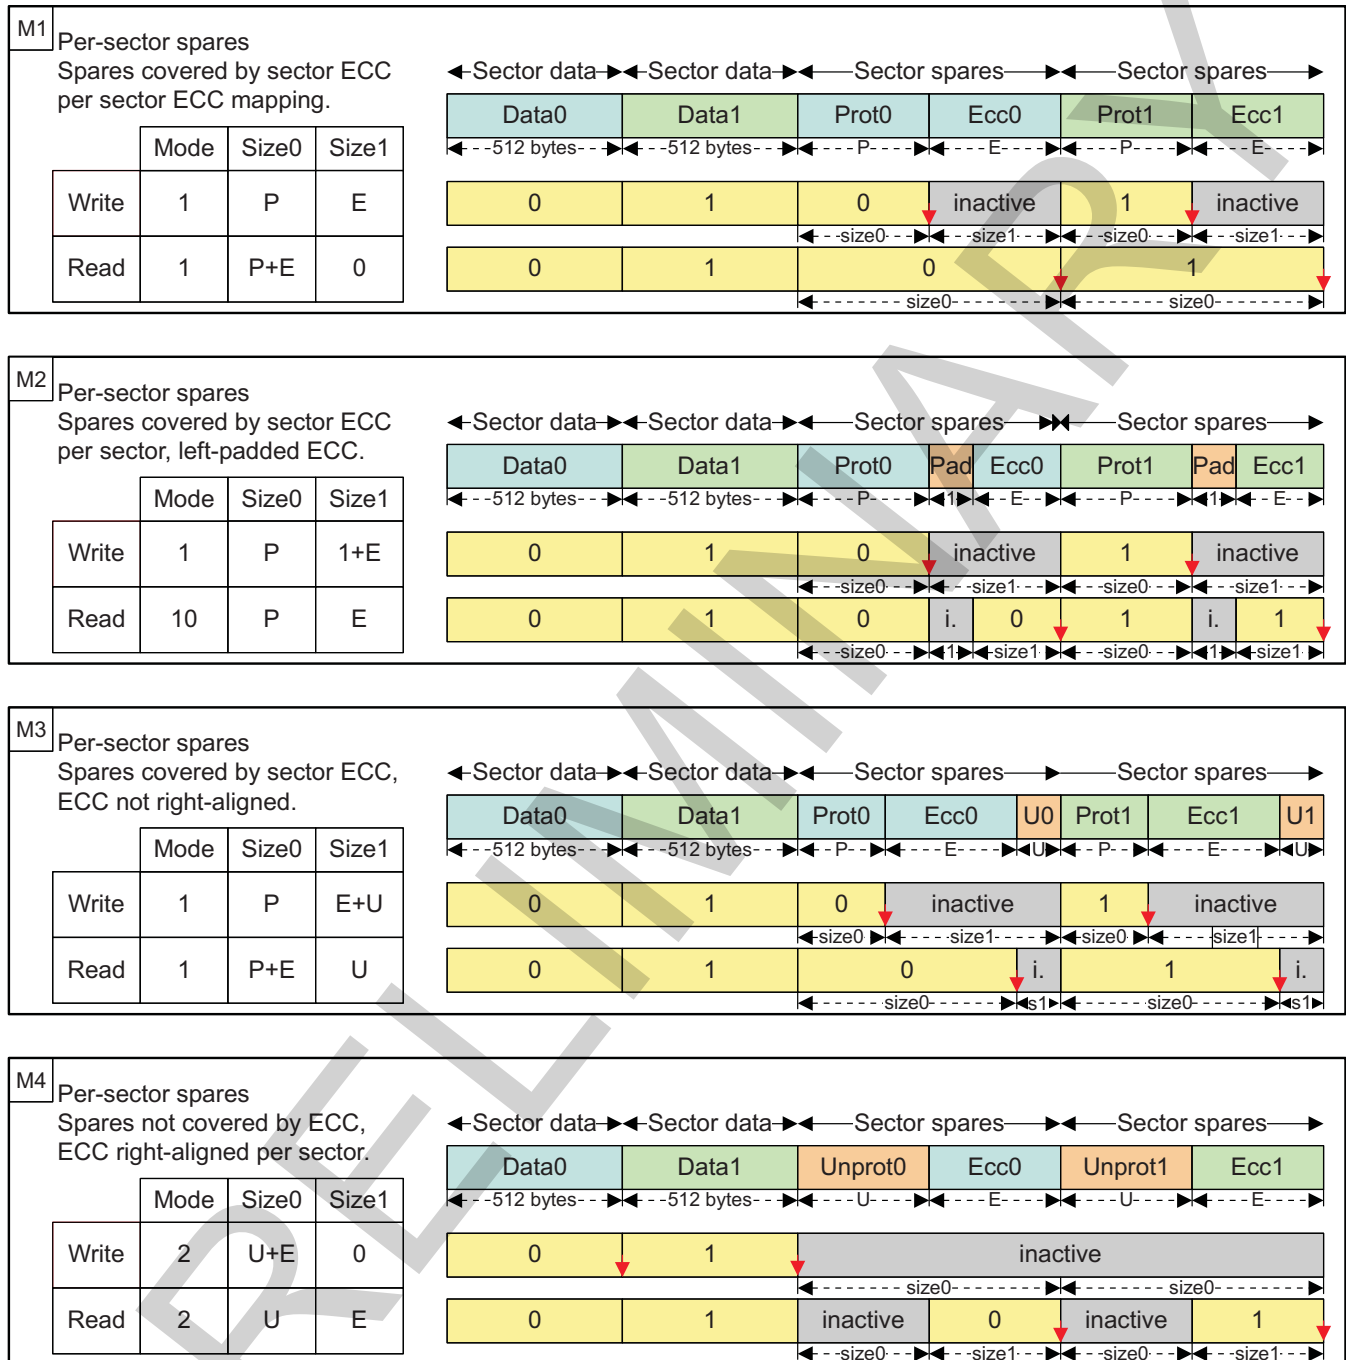 M1
Per-sector spares
Spares covered by sector ECC
per sector ECC mapping.
Mode Size0 Size1
Write 1 P E
Read 1 P+E 0
Sector data Sector data Sector spares Sector spares
Data0 Data1 Prot0 Ecc0 Prot1 Ecc1
512 bytes 512 bytes P E P E
0 1 0 inactive 1 inactive
size0 size1 size0 size1
0 1 0 1
size0 size0
M2
Per-sector spares
Spares covered by sector ECC
per sector, left-padded ECC.
Mode Size0 Size1
Write 1 P 1+E
Read 10 P E
Sector data Sector data Sector spares Sector spares
Data0 Data1 Prot0 Pad Ecc0 Prot1 Pad Ecc1
512 bytes 512 bytes P 1 E P 1 E
0 1 0 inactive 1 inactive
size0 size1 size0 size1
0 1 0 i. 0 1 i. 1
size0 1 size1 size0 1 size1
M3
Per-sector spares
Spares covered by sector ECC,
ECC not right-aligned.
Mode Size0 Size1
Write 1 P E+U
Read 1 P+E U
Sector data Sector data Sector spares Sector spares
Data0 Data1 Prot0 Ecc0 U0 Prot1 Ecc1 U1
512 bytes 512 bytes P E U P E U
0 1 0 inactive 1 inactive
size0 size1 size0 size1
0 1 0 i. 1 i.
size0 s1 size0 s1
M4
Per-sector spares
Spares not covered by ECC,
ECC right-aligned per sector.
Mode Size0 Size1
Write 2 U+E 0
Read 2 U E
Sector data Sector data Sector spares Sector spares
Data0 Data1 Unprot0 Ecc0 Unprot1 Ecc1
512 bytes 512 bytes U E U E
0 1 inactive
size0 size0
0 1 inactive 0 inactive 1
size0 size1 size0 size1
RELIMINARY